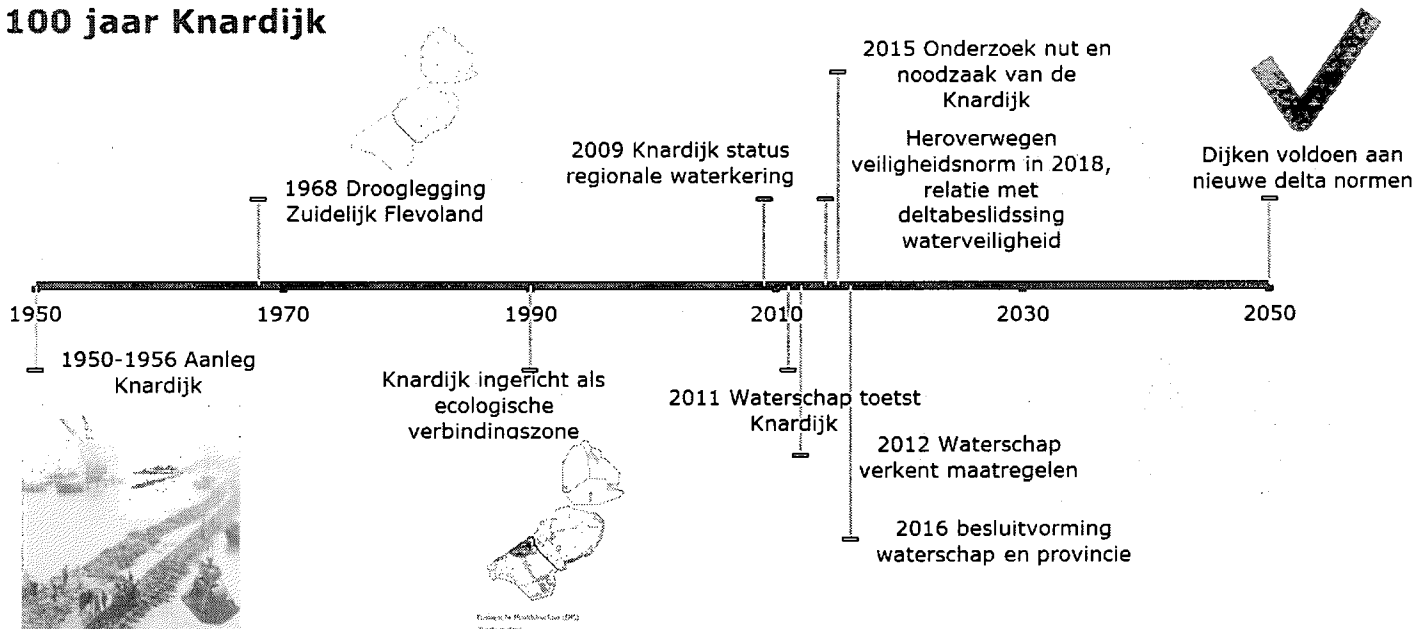 100 jaar Knardijk
2015 Onderzoek nut en
noodzaak van de
Knardijk
2009 Knardijk status
regionale waterkering
Heroverwegen
veiligheidsnorm in 2018,
relatie met
deltabeslidssing
waterveiligheid
Dijken voldoen aan
nieuwe delta normen
1968 Drooglegging
Zuidelijk Flevoland
1950
1970
1990
2010
2030
2050
1950-1956 Aanleg
Knardijk
Knardijk ingericht als
ecologische
verbindingszone
2011 Waterschap toetst
Knardijk
2012 Waterschap
verkent maatregelen
2016 besluitvorming
waterschap en provincie